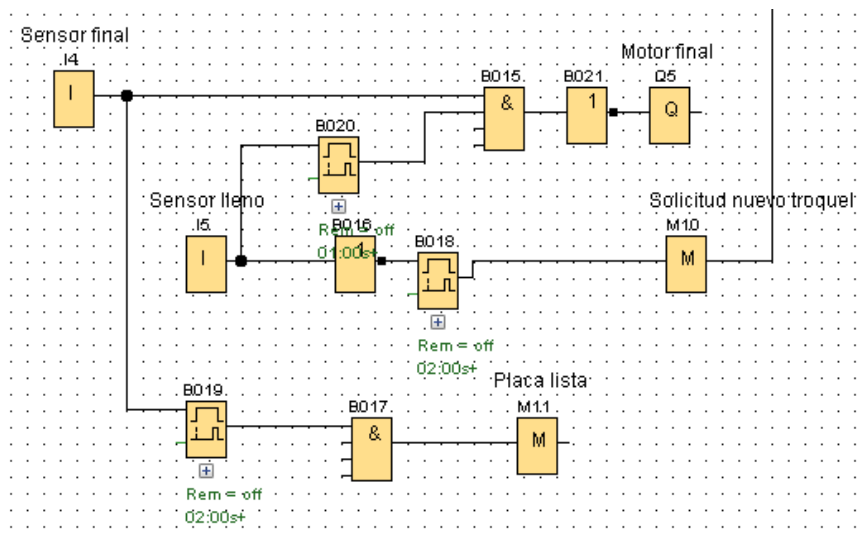 Sensor final
I4
I
Motor final
B015
&
B021
1
Q5
Q
B020
Rem = off
01:00s+
Sensor lleno
I5
I
B016
1
B018
Rem = off
02:00s+
Solicitud nuevo troquel
M10
M
B019
Rem = off
02:00s+
B017
&
Placa lista
M11
M